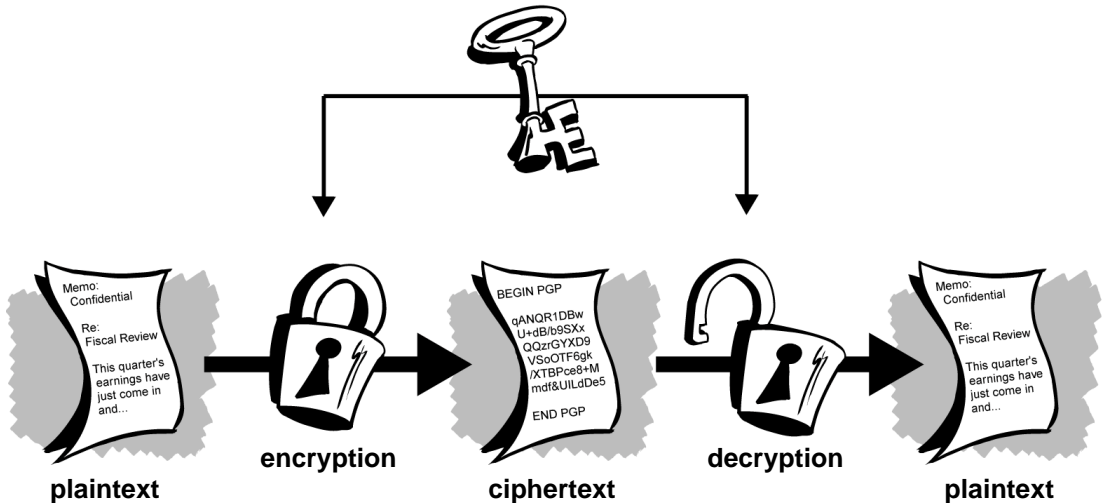 Memo:
Confidential
Re:
Fiscal Review
This quarter's
earnings have
just come in
and...
plaintext
encryption
BEGIN PGP
qANQR1DBw
U+dB/b9SXx
QQzrGYXD9
VSoOTF6gk
/XTBPce8+M
mdf&UILdDe5
END PGP
ciphertext
decryption
Memo:
Confidential
Re:
Fiscal Review
This quarter's
earnings have
just come in
and...
plaintext